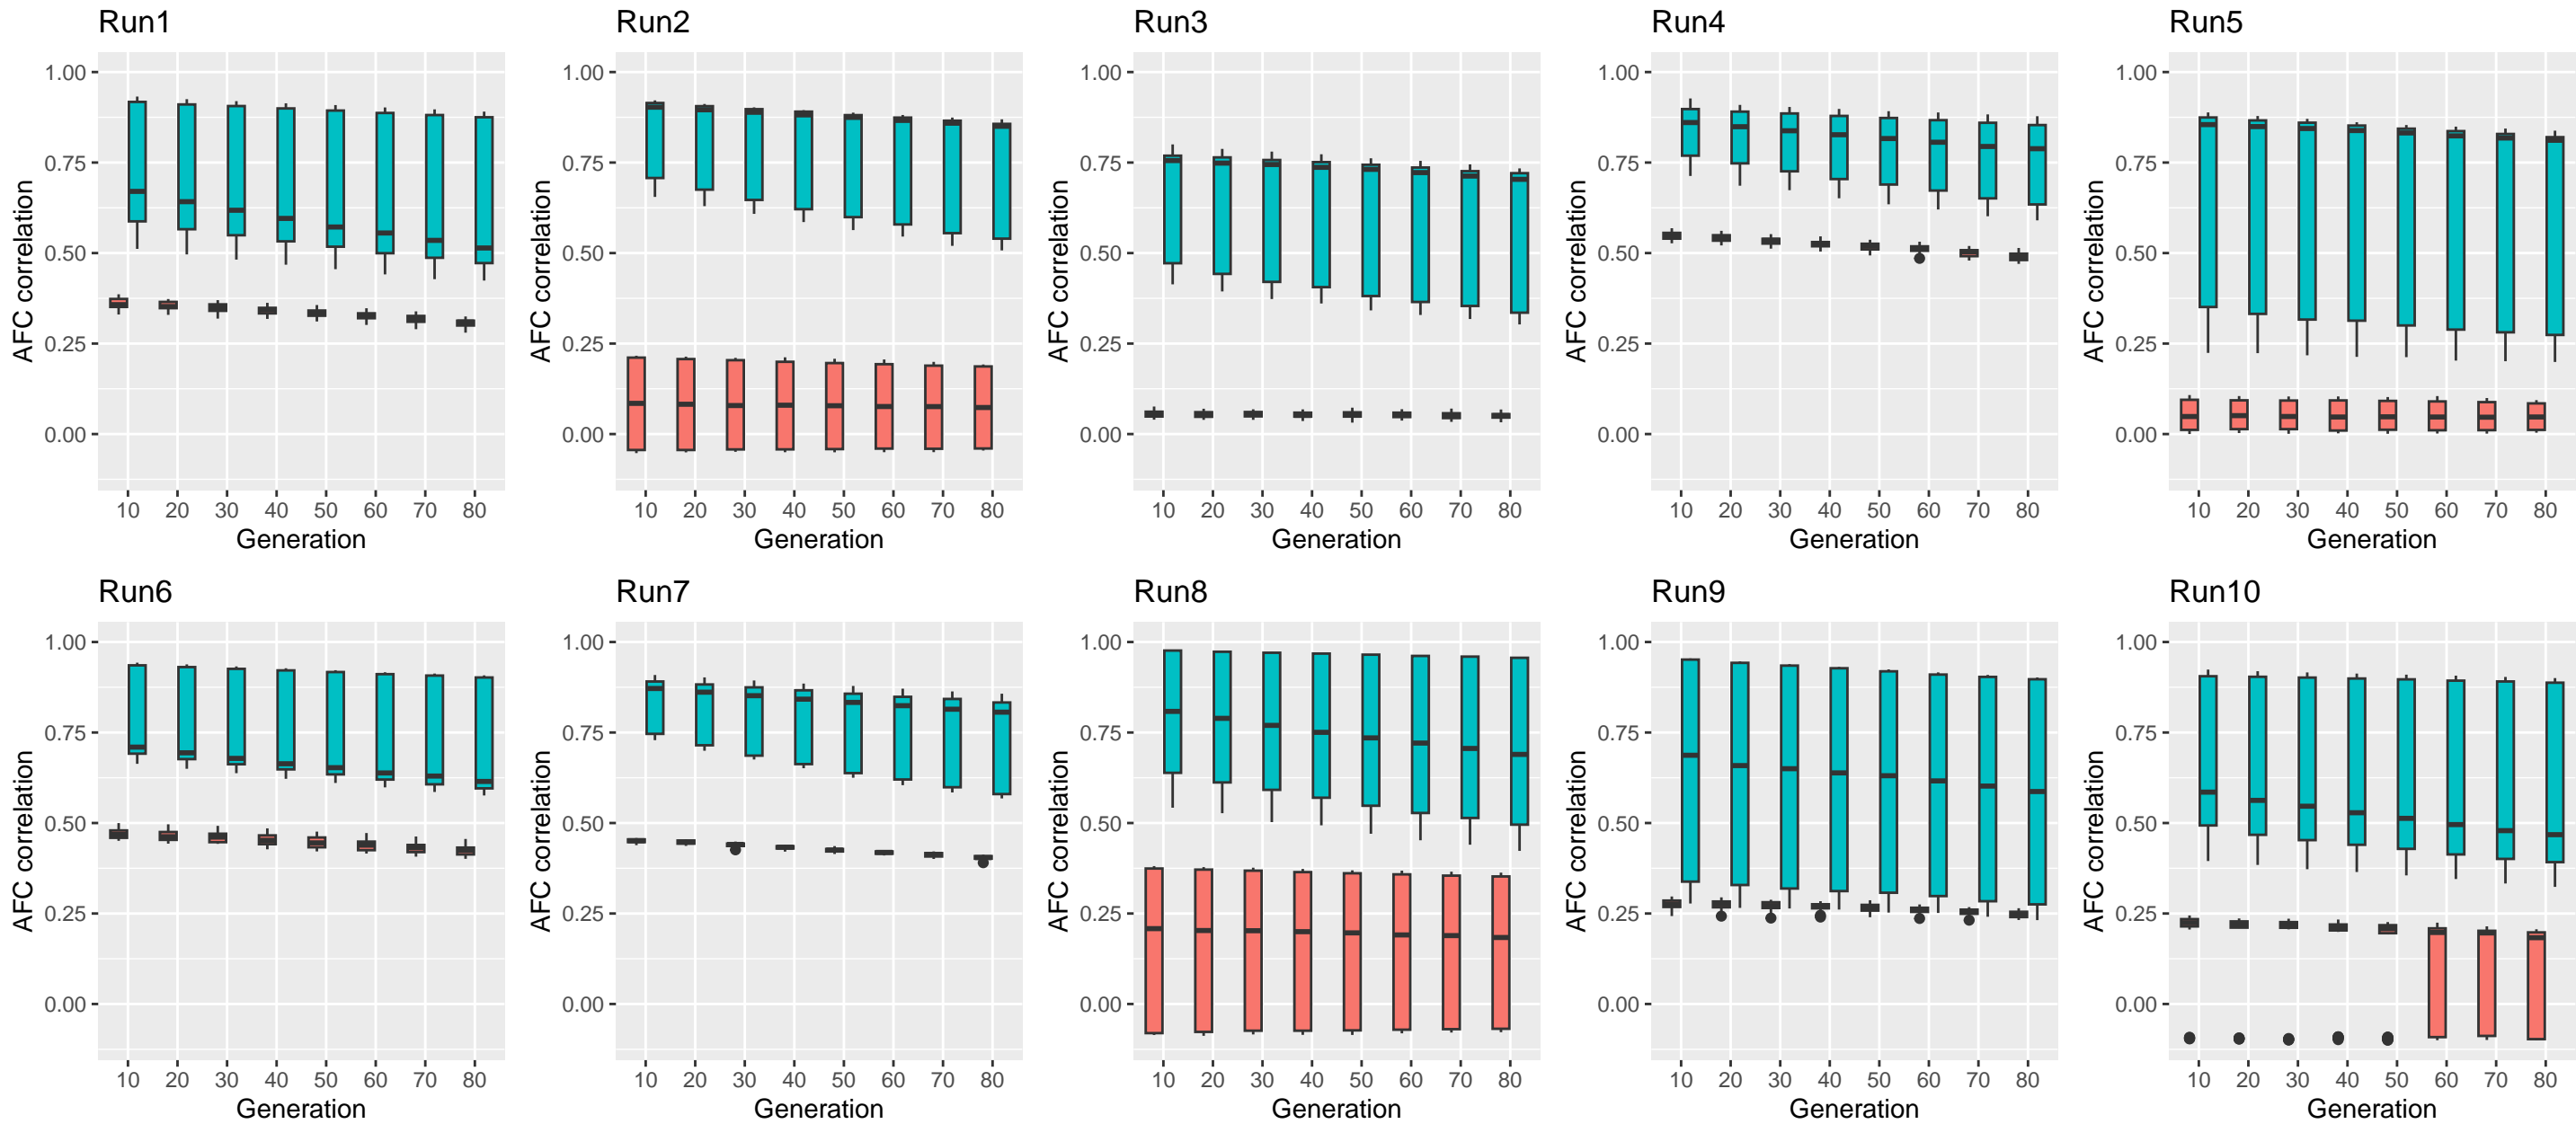 Run1 Run2 Run3 Run4 Run5
1.00 1.00 1.00 1.00 1.00
0.75 0.75 0.75 0.75 0.75
0.50 0.50 0.50 0.50 0.50
0.25 0.25 0.25 0.25 0.25
0.00 0.00 0.00 0.00 0.00
AFC correlation AFC correlation AFC correlation AFC correlation AFC correlation
10 20 30 40 50 60 70 80 10 20 30 40 50 60 70 80 10 20 30 40 50 60 70 80 10 20 30 40 50 60 70 80 10 20 30 40 50 60 70 80
Generation Generation Generation Generation Generation
Run6 Run7 Run8 Run9 Run10
1.00 1.00 1.00 1.00 1.00
0.75 0.75 0.75 0.75 0.75
0.50 0.50 0.50 0.50 0.50
0.25 0.25 0.25 0.25 0.25
0.00 0.00 0.00 0.00 0.00
AFC correlation AFC correlation AFC correlation AFC correlation AFC correlation
10 20 30 40 50 60 70 80 10 20 30 40 50 60 70 80 10 20 30 40 50 60 70 80 10 20 30 40 50 60 70 80 10 20 30 40 50 60 70 80
Generation Generation Generation Generation Generation